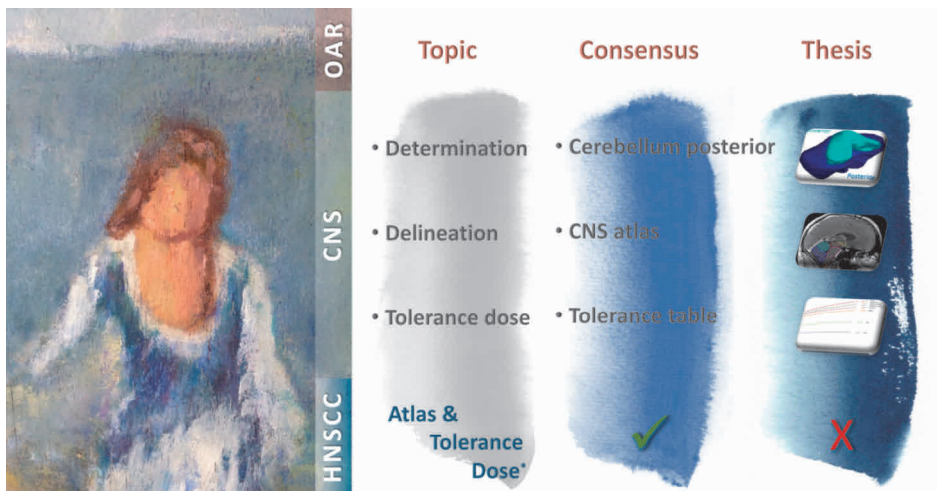 OAR
CNS
HNSCC
Topic
Consensus
Thesis
• Determination
• Cerebellum posterior
Posterior
• Delineation
• CNS atlas
• Tolerance dose
• Tolerance table
Atlas &
Tolerance
Dose*
✓
X